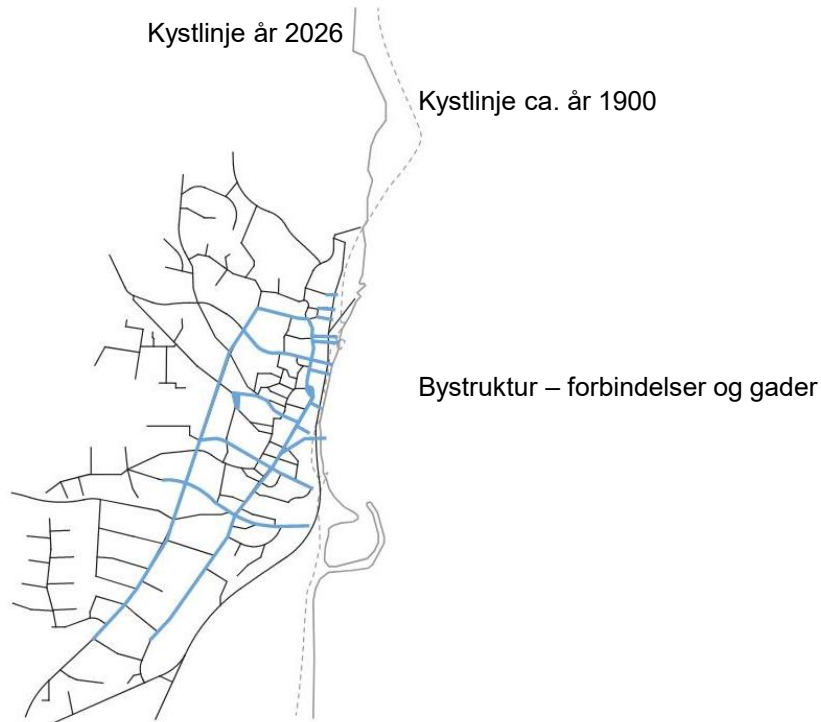 Kystlinje år 2026
Kystlinje ca. år 1900
Bystruktur – forbindelser og gader